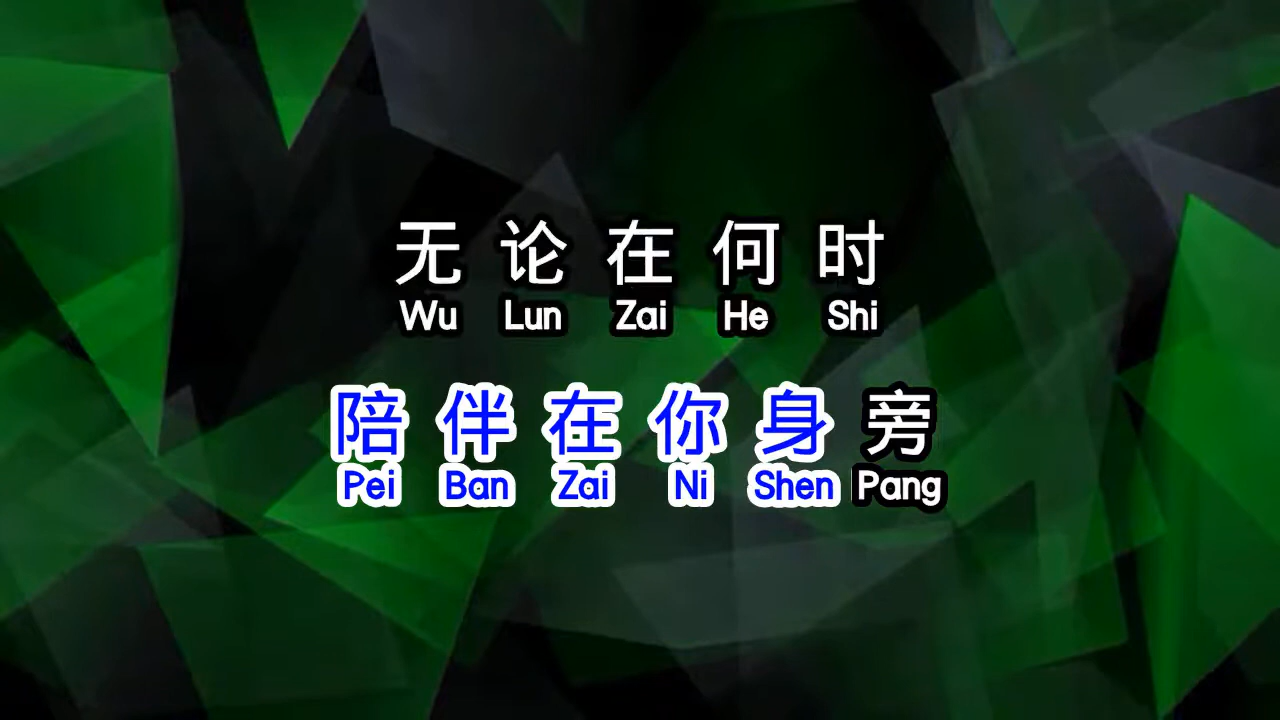 无 论 在 何 时
Wu Lun Zai He Shi
陪 伴 在 你 身 旁
Pei Ban Zai Ni Shen Pang